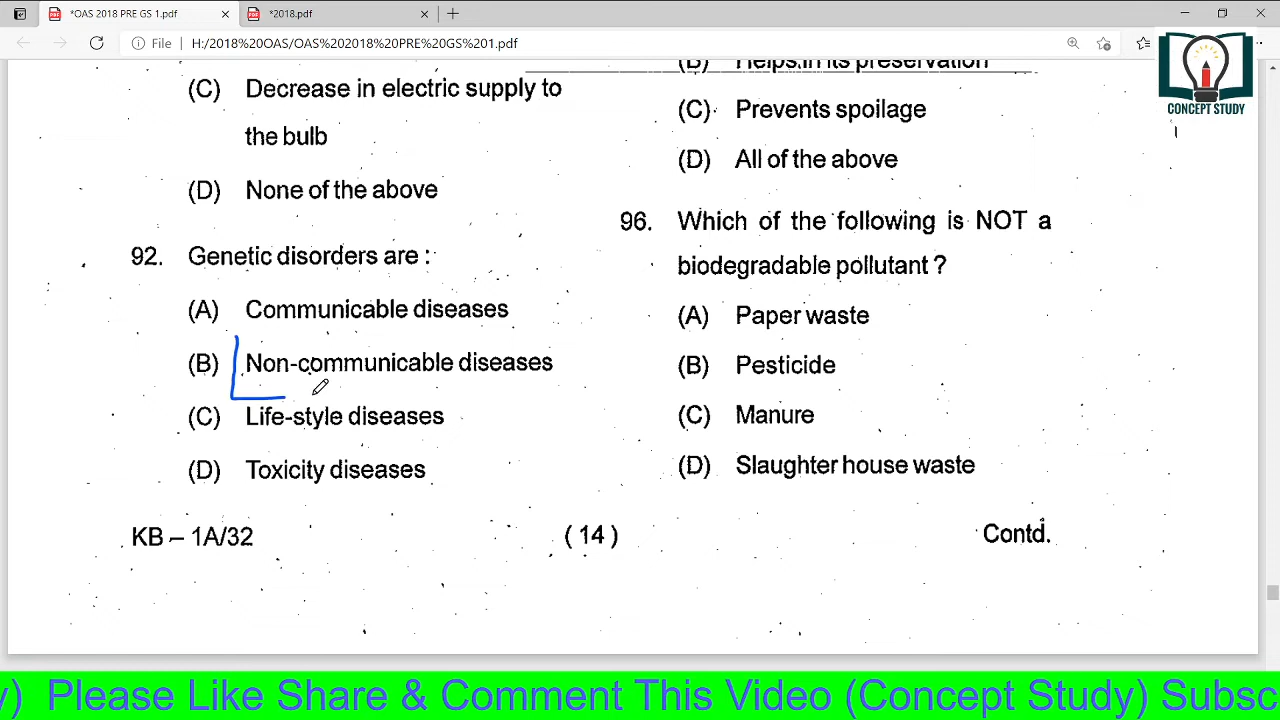 *OAS 2018 PRE GS 1.pdf
*2018.pdf
File H:/2018%20OAS/OAS%202018%20PRE%20GS%201.pdf
CONCEPT STUDY
(C) Decrease in electric supply to
the bulb
(D) None of the above
92. Genetic disorders are :
(A) Communicable diseases
(B) Non-communicable diseases
(C) Life-style diseases
(D) Toxicity diseases
(B) Helps in its preservation
(C) Prevents spoilage
(D) All of the above
96. Which of the following is NOT a
biodegradable pollutant ?
(A) Paper waste
(B) Pesticide
(C) Manure
(D) Slaughter house waste
KB – 1A/32 ( 14 ) Contd.
y) Please Like Share & Comment This Video (Concept Study) Subsc